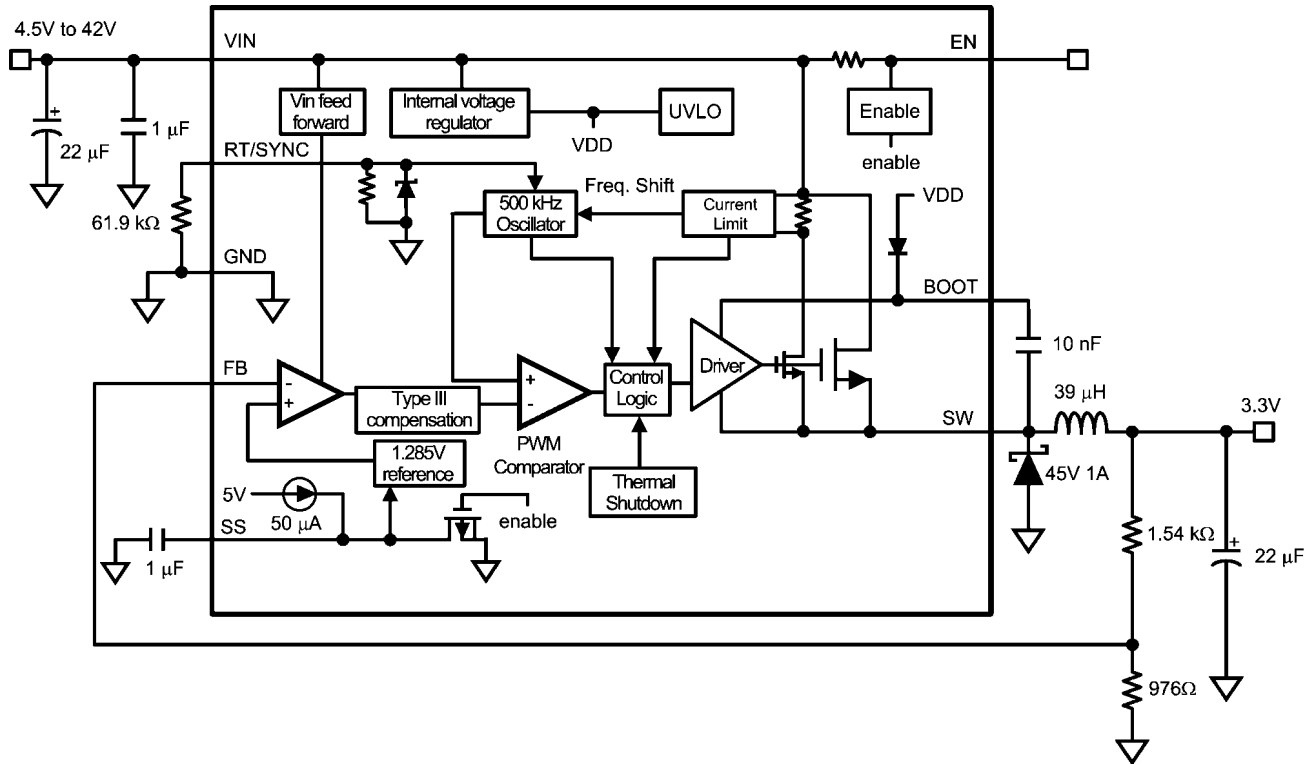 4.5V to 42V
VIN
EN
+
22 μF
1 μF
Vin feed
forward
Internal voltage
regulator
VDD
UVLO
Enable
enable
RT/SYNC
61.9 kΩ
GND
500 kHz
Oscillator
Freq. Shift
Current
Limit
VDD
BOOT
10 nF
FB
-
+
Type III
compensation
+
-
PWM
Comparator
Control
Logic
Driver
SW
39 μH
3.3V
1.285V
reference
Thermal
Shutdown
45V 1A
5V
50 μA
enable
SS
1 μF
1.54 kΩ
+
22 μF
976Ω